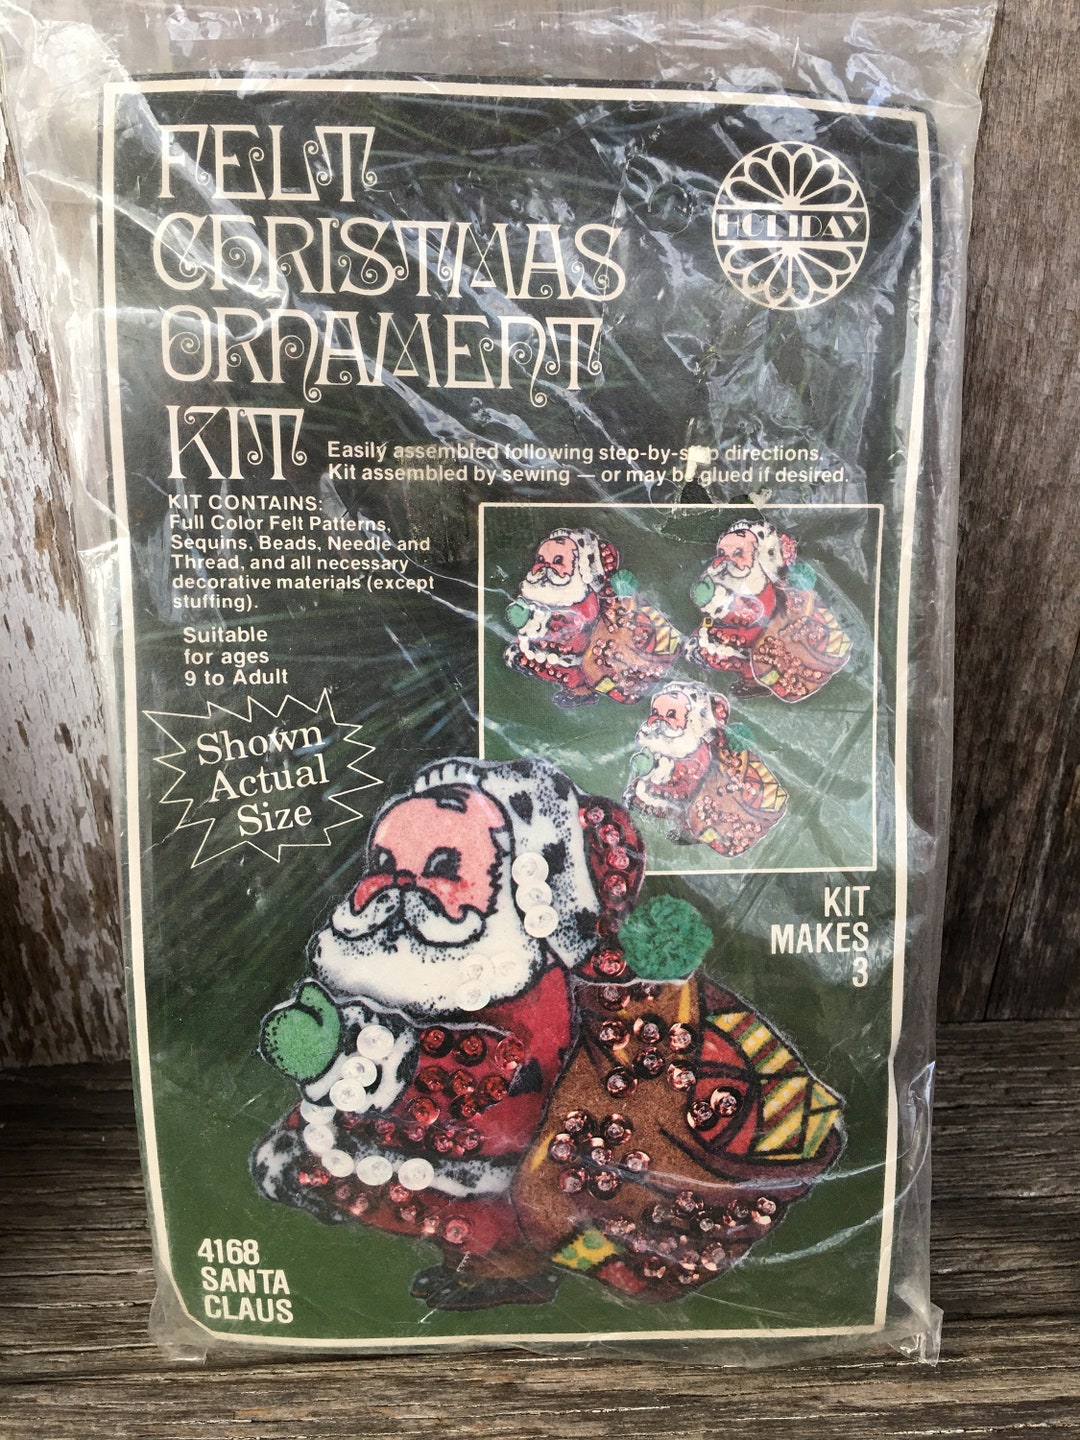 FELT
CHRISTMAS
ORNAMENT
KIT
HOLIDAY
Easily assembled following step-by-step directions.
Kit assembled by sewing — or may be glued if desired.
KIT CONTAINS:
Full Color Felt Patterns,
Sequins, Beads, Needle and
Thread, and all necessary
decorative materials (except
stuffing).
Suitable
for ages
9 to Adult
Shown
Actual
Size
KIT
MAKES
3
4168
SANTA
CLAUS